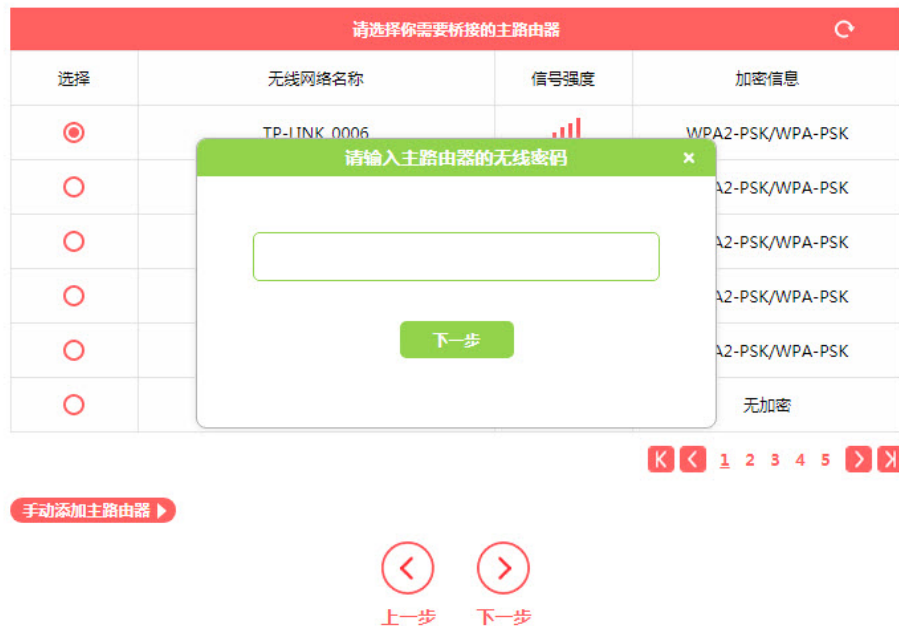 请选择你需要桥接的主路由器
选择 无线网络名称 信号强度 加密信息
TP-LINK_0006 WPA2-PSK/WPA-PSK
请输入主路由器的无线密码 ×
A2-PSK/WPA-PSK
A2-PSK/WPA-PSK
A2-PSK/WPA-PSK
下一步
A2-PSK/WPA-PSK
无加密
1 2 3 4 5
手动添加主路由器
上一步 下一步